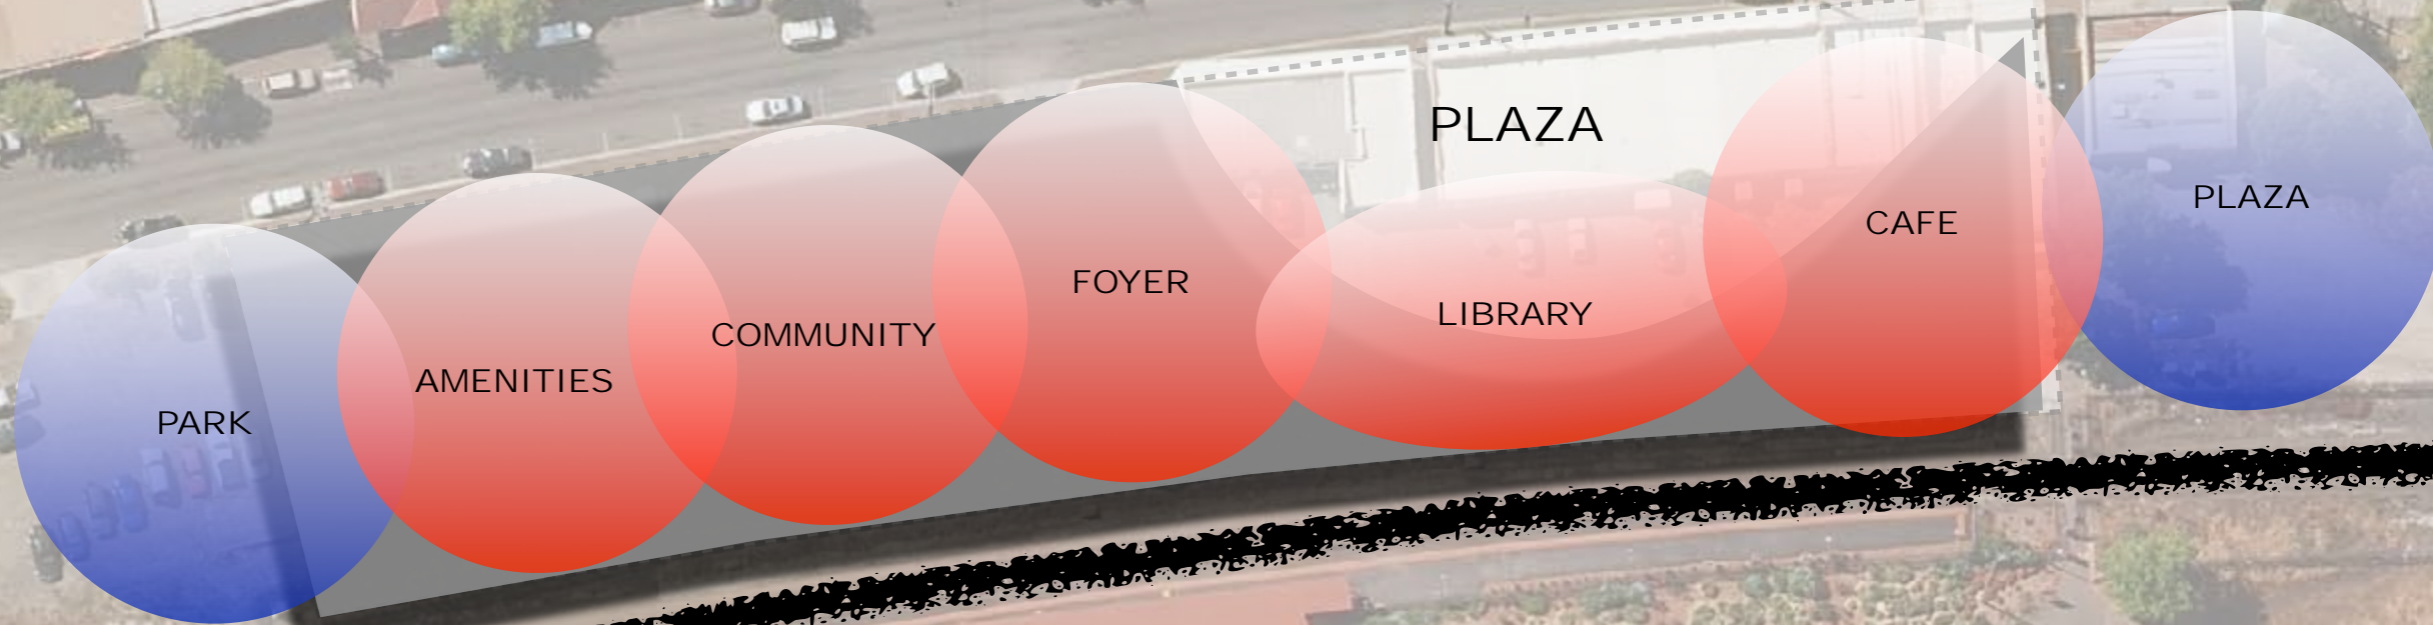 PARK
AMENITIES
COMMUNITY
FOYER
PLAZA
LIBRARY
CAFE
PLAZA